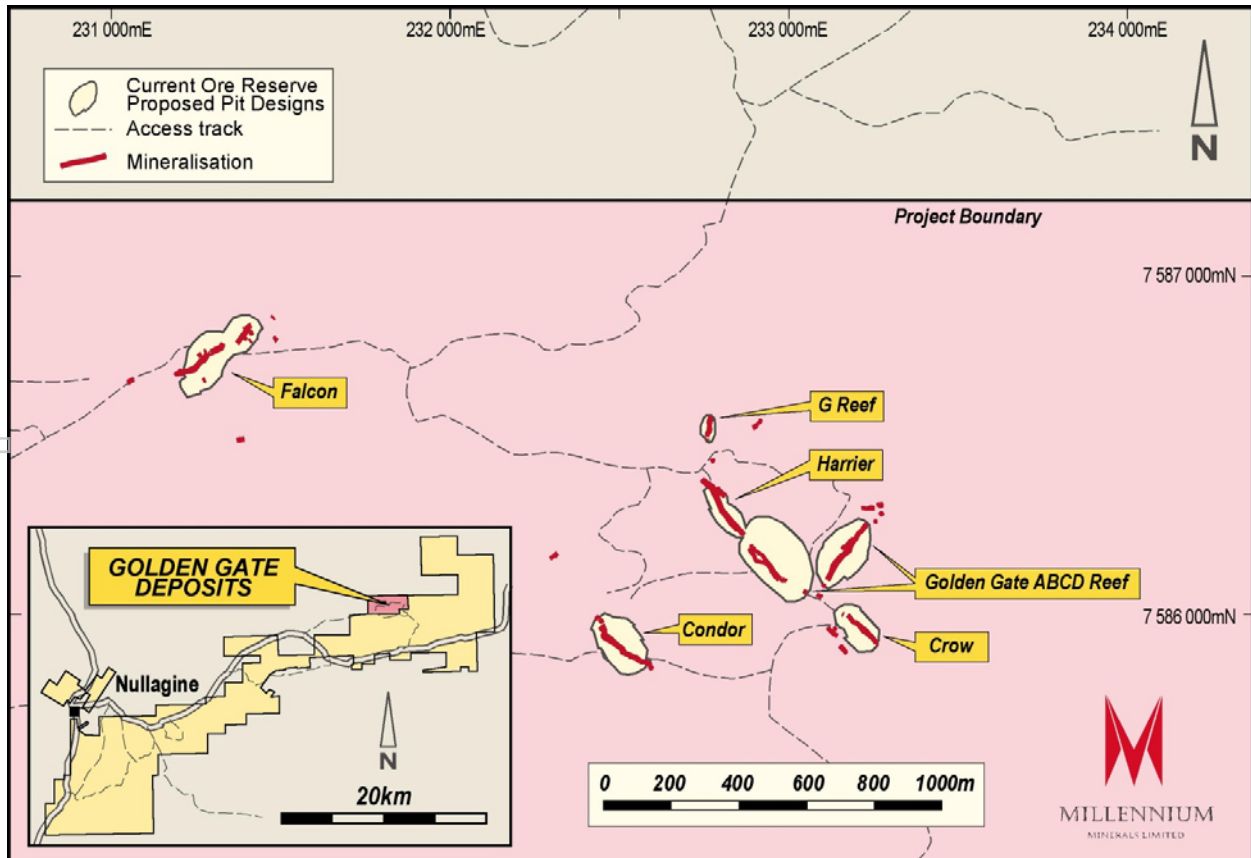 231 000mE
232 000mE
233 000mE
234 000mE
Current Ore Reserve
Proposed Pit Designs
Access track
Mineralisation
N
Project Boundary
7 587 000mN
Falcon
G Reef
Harrier
Golden Gate ABCD Reef
7 586 000mN
Condor
Crow
GOLDEN GATE
DEPOSITS
Nullagine
N
20km
0 200 400 600 800 1000m
MILLENNIUM
MINERALS LIMITED